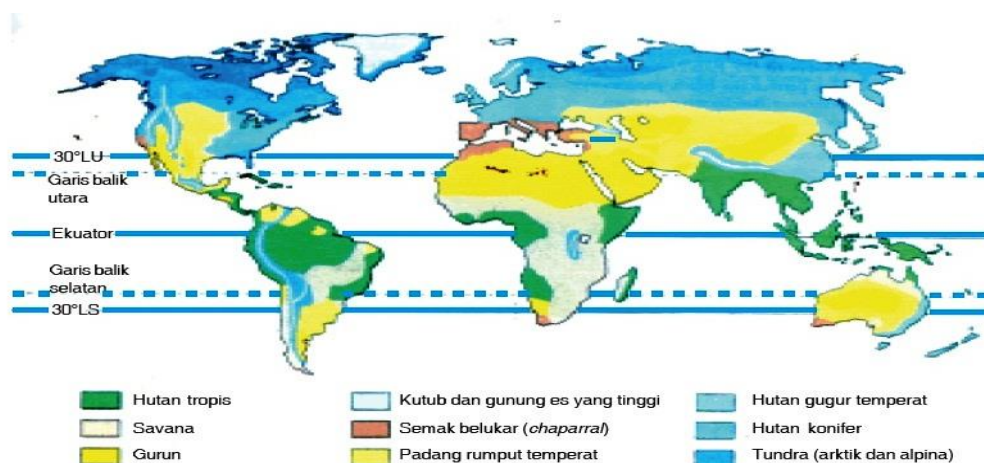 30°LU
Garis balik
utara
Ekuator
Garis balik
selatan
30°LS
Hutan tropis
Savana
Gurun
Kutub dan gunung es yang tinggi
Semak belukar (chaparral)
Padang rumput temperat
Hutan gugur temperat
Hutan konifer
Tundra (arktik dan alpina)